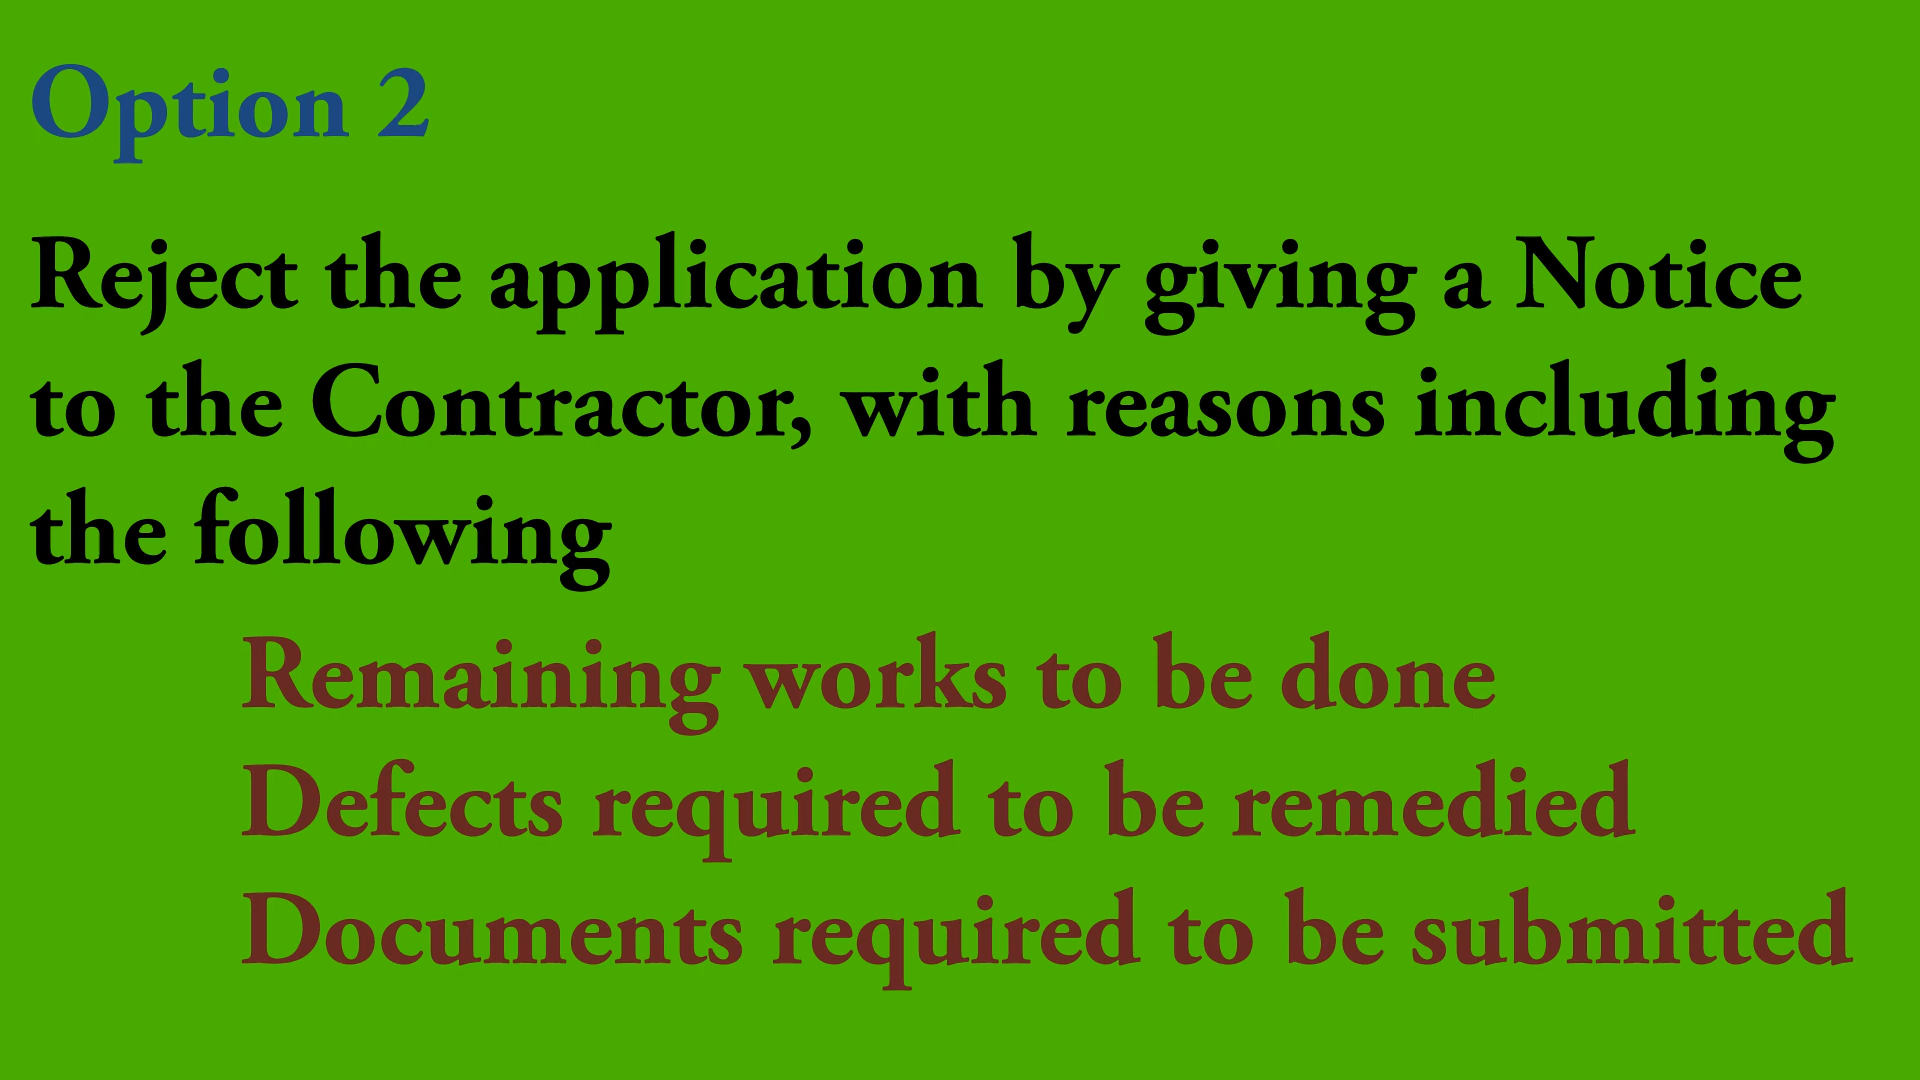 Option 2
Reject the application by giving a Notice
to the Contractor, with reasons including
the following
Remaining works to be done
Defects required to be remedied
Documents required to be submitted